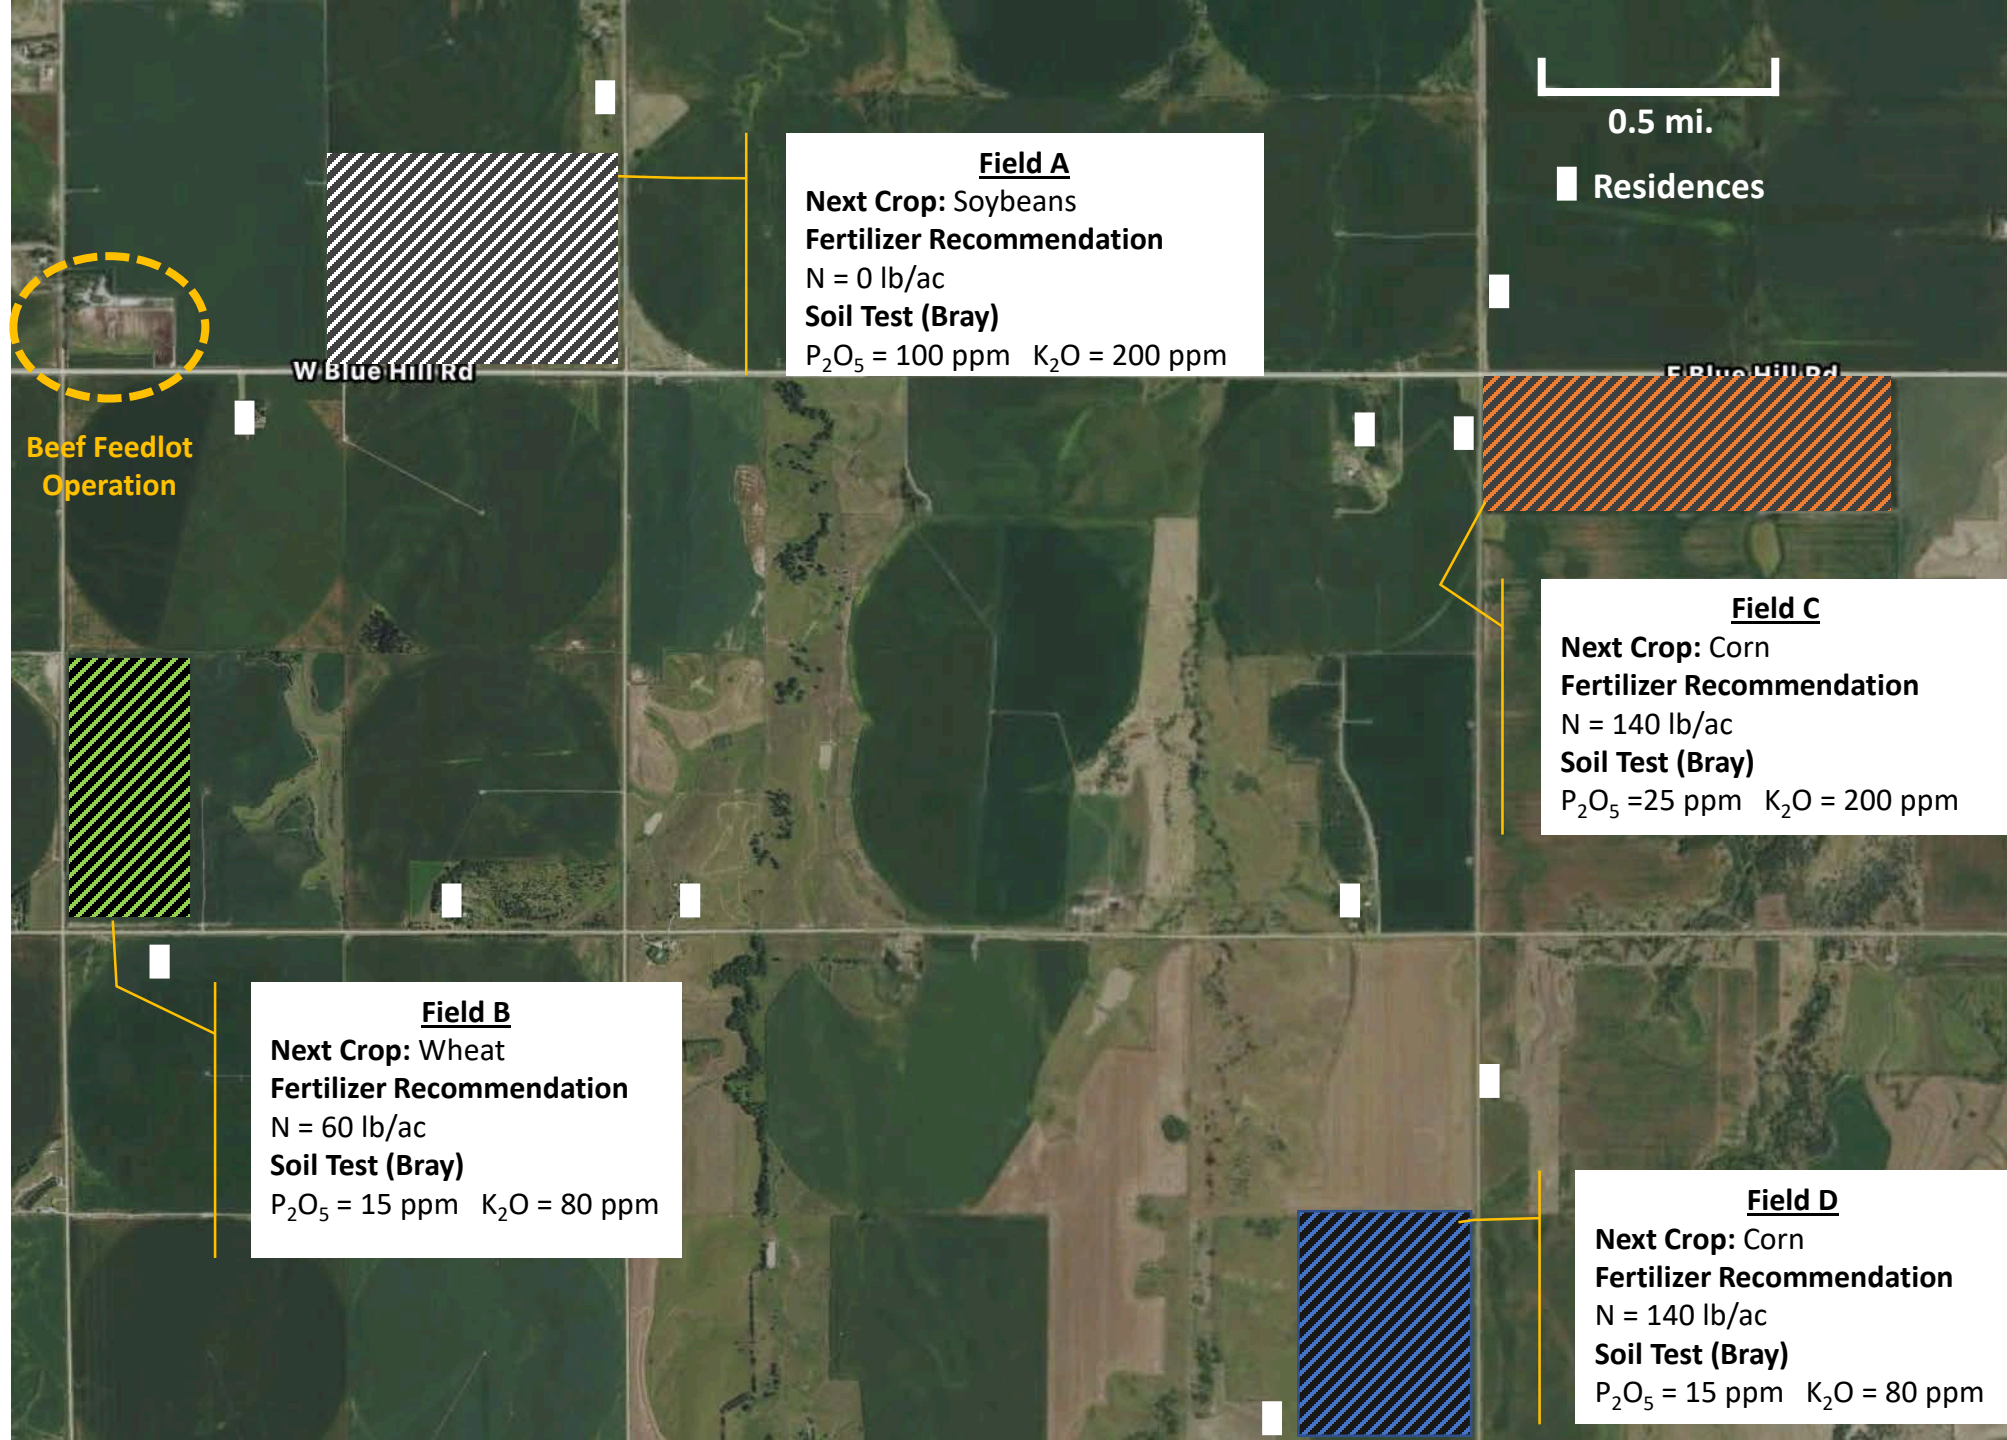 0.5 mi.
Residences
Field A
Next Crop: Soybeans
Fertilizer Recommendation
N = 0 lb/ac
Soil Test (Bray)
P₂O₅ = 100 ppm K₂O = 200 ppm
W Blue Hill Rd
E Blue Hill Rd
Beef Feedlot
Operation
Field C
Next Crop: Corn
Fertilizer Recommendation
N = 140 lb/ac
Soil Test (Bray)
P₂O₅ =25 ppm K₂O = 200 ppm
Field B
Next Crop: Wheat
Fertilizer Recommendation
N = 60 lb/ac
Soil Test (Bray)
P₂O₅ = 15 ppm K₂O = 80 ppm
Field D
Next Crop: Corn
Fertilizer Recommendation
N = 140 lb/ac
Soil Test (Bray)
P₂O₅ = 15 ppm K₂O = 80 ppm